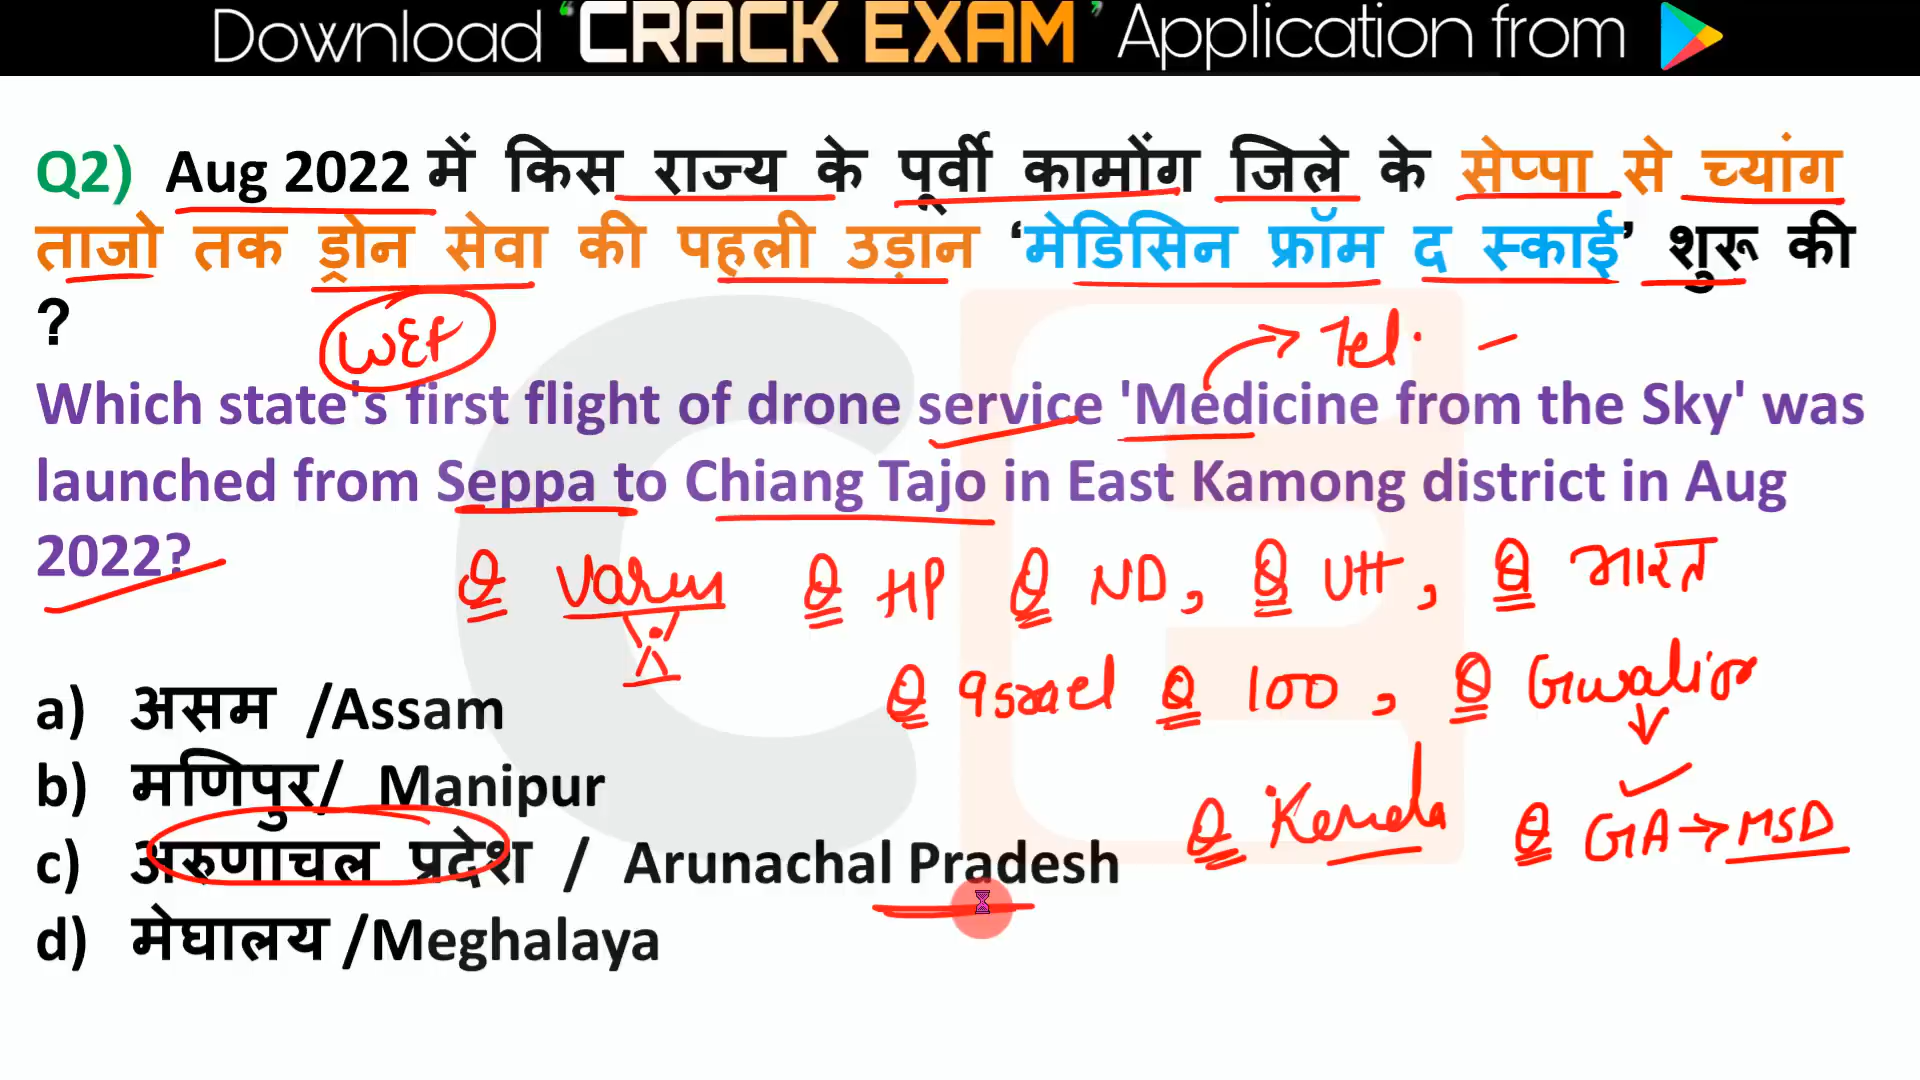 Download 'CRACK EXAM' Application from
Q2) Aug 2022 में किस राज्य के पूर्वी कामोंग जिले के सेप्पा से च्यांग
ताजो तक ड्रोन सेवा की पहली उड़ान ‘मेडिसिन फ्रॉम द स्काई’ शुरू की
?
WEF
Tel.
Which state's first flight of drone service 'Medicine from the Sky' was
launched from Seppa to Chiang Tajo in East Kamong district in Aug
2022?
Q Varun Q HP Q ND, Q UH, Q भारत
Q Israel Q 100, Q Gwalior
a) असम /Assam
b) मणिपुर/ Manipur
Q Kerala Q GA→MSD
c) अरुणाचल प्रदेश / Arunachal Pradesh
d) मेघालय /Meghalaya